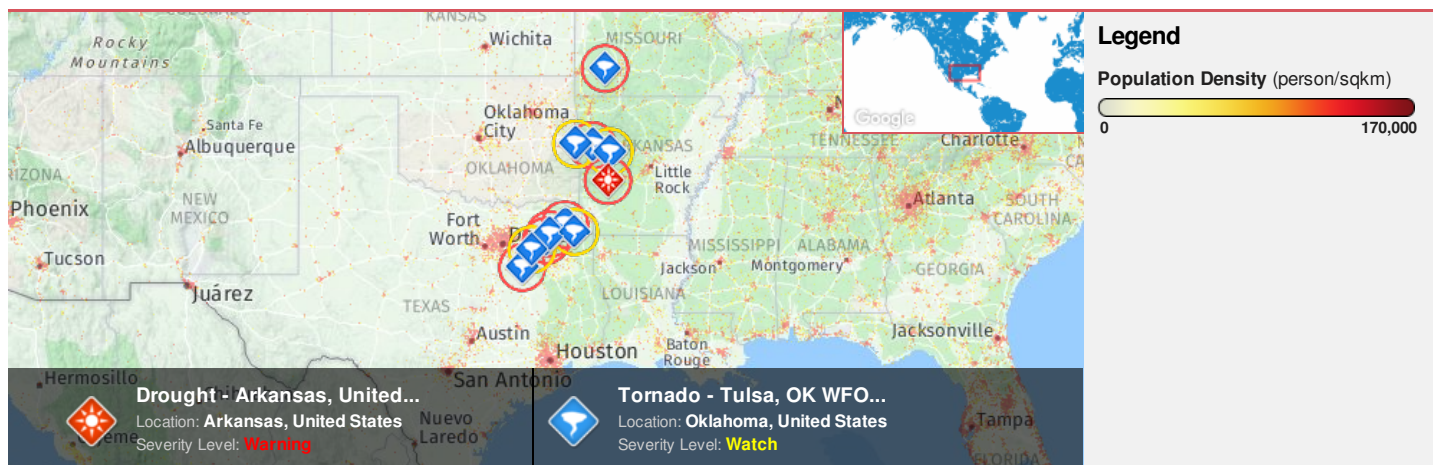 COLORADO
KANSAS
Rocky
Mountains
Wichita
MISSOURI
Google
Oklahoma
City
Santa Fe
Albuquerque
TENNESSEE
Charlotte
OKLAHOMA
Little
Rock
NEW
MEXICO
Phoenix
Atlanta
SOUTH
CAROLINA
Fort
Worth
Tucson
MISSISSIPPI
ALABAMA
Jackson
Montgomery
GEORGIA
Juárez
TEXAS
LOUISIANA
Austin
Houston
Baton
Rouge
Jacksonville
Hermosillo
San Antonio
Nuevo
Laredo
Tampa
FLORIDA
Drought - Arkansas, United...
Location: Arkansas, United States
Severity Level: Warning
Tornado - Tulsa, OK WFO...
Location: Oklahoma, United States
Severity Level: Watch
Legend
Population Density (person/sqkm)
0 170,000